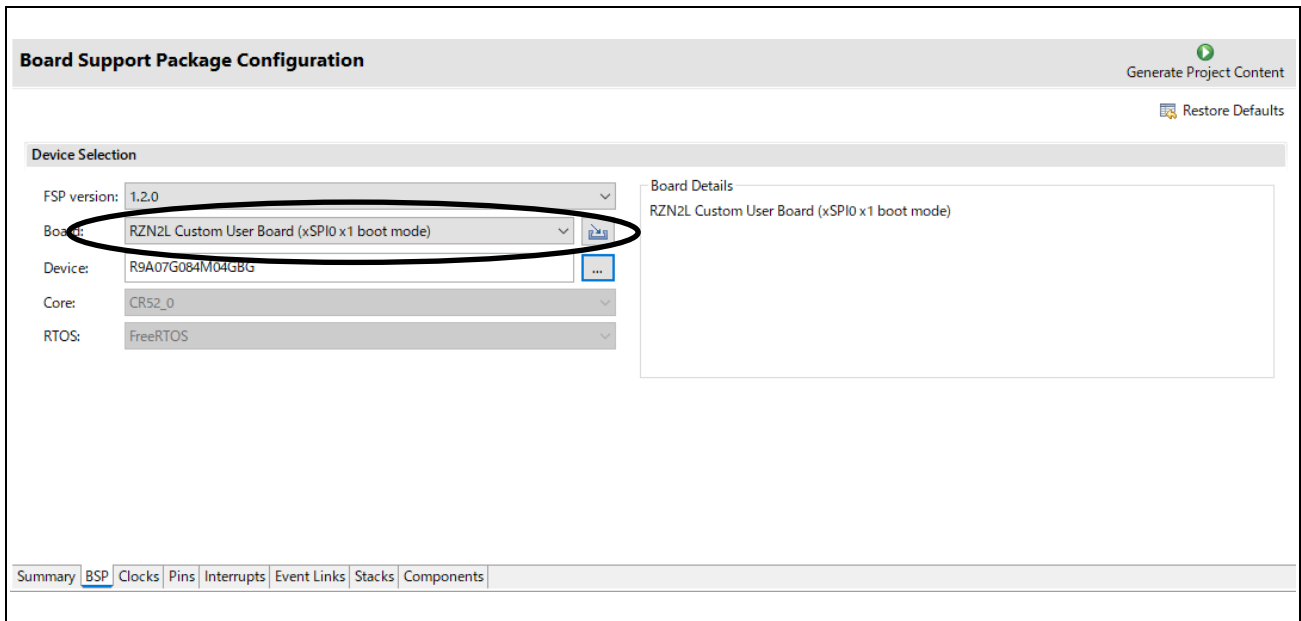 Board Support Package Configuration
Generate Project Content
Restore Defaults
Device Selection
FSP version: 1.2.0
Board: RZN2L Custom User Board (xSPI0 x1 boot mode)
Device: R9A07G084M04GBG ...
Core: CR52_0
RTOS: FreeRTOS
Board Details
RZN2L Custom User Board (xSPI0 x1 boot mode)
Summary BSP Clocks Pins Interrupts Event Links Stacks Components